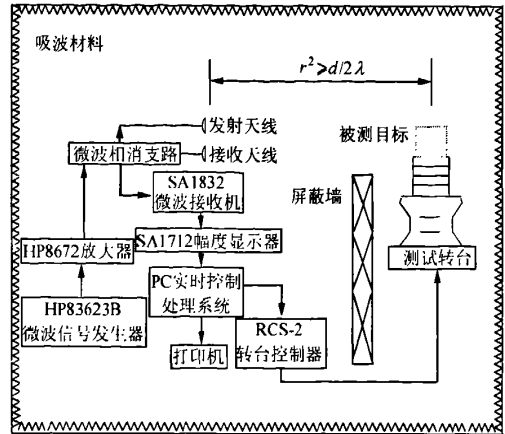 吸波材料
r²≥d/2λ
发射天线
被测目标
微波相消支路
接收天线
SA1832
微波接收机
屏蔽墙
SA1712幅度显示器
HP8672放大器
测试转台
PC实时控制
处理系统
HP83623B
微波信号发生器
RCS-2
转台控制器
打印机